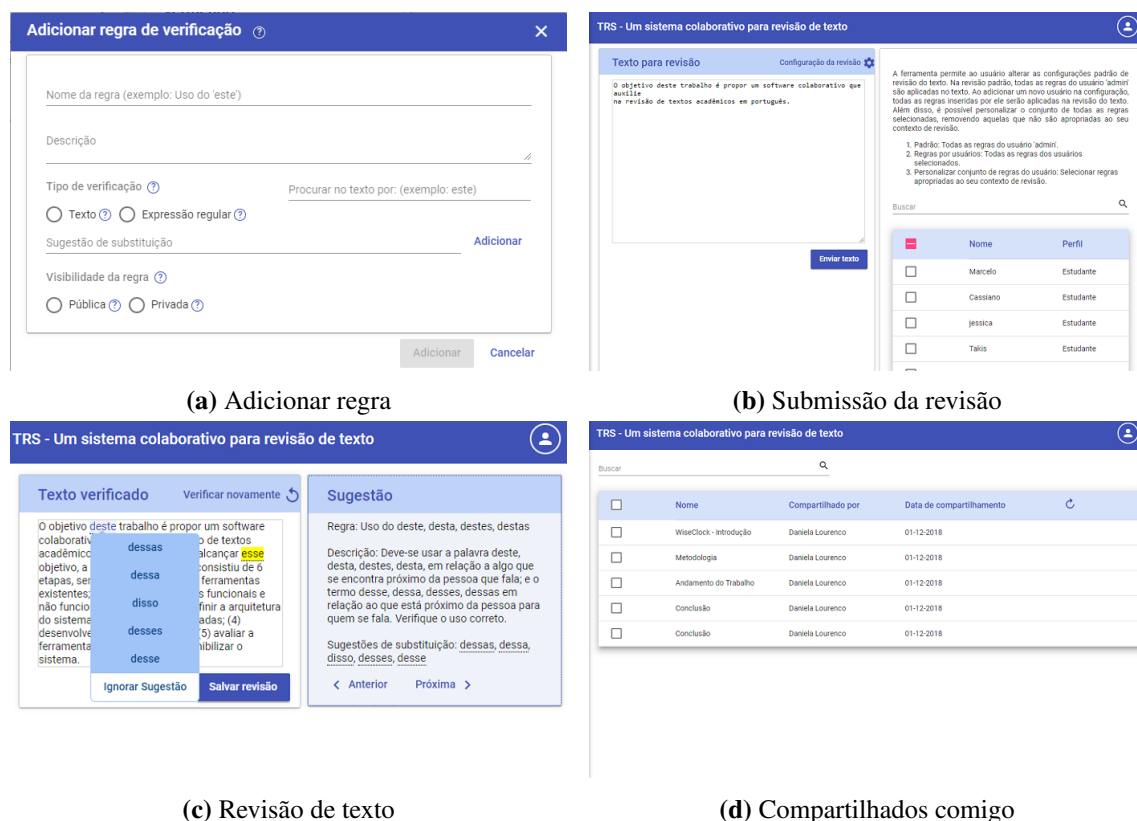 Adicionar regra de verificação ?
Nome da regra (exemplo: Uso do 'este')
Descrição
Tipo de verificação ?
Procurar no texto por: (exemplo: este)
Texto ? Expressão regular ?
Sugestão de substituição
Adicionar
Visibilidade da regra ?
Pública ? Privada ?
Adicionar Cancelar
(a) Adicionar regra
TRS - Um sistema colaborativo para revisão de texto
Texto para revisão Configuração da revisão
O objetivo deste trabalho é propor um software colaborativo que
auxilie
na revisão de textos acadêmicos em português.
Enviar texto
A ferramenta permite ao usuário alterar as configurações padrão de
revisão do texto. Na revisão padrão, todas as regras do usuário 'admin'
são aplicadas no texto. Ao adicionar um novo usuário na configuração,
todas as regras inseridas por ele serão aplicadas na revisão do texto.
Além disso, é possível personalizar o conjunto de todas as regras
selecionadas, removendo aquelas que não são apropriadas ao seu
contexto de revisão.
1. Padrão: Todas as regras do usuário 'admin'.
2. Regras por usuários: Todas as regras dos usuários
selecionados.
3. Personalizar conjunto de regras do usuário: Selecionar regras
apropriadas ao seu contexto de revisão.
Buscar
Nome Perfil
Marcelo Estudante
Cassiano Estudante
jessica Estudante
Takis Estudante
(b) Submissão da revisão
TRS - Um sistema colaborativo para revisão de texto
Texto verificado Verificar novamente
O objetivo deste trabalho é propor um software
colaborativ o de textos
acadêmico alcançar esse
objetivo, a consistiu de 6
etapas, ser ferramentas
existentes; s funcionais e
não funcio finir a arquitetura
do sistema adas; (4)
desenvolve (5) avaliar a
ferramenta nibilizar o
sistema.
dessas
dessa
disso
desses
desse
Ignorar Sugestão Salvar revisão
Sugestão
Regra: Uso do deste, desta, destes, destas
Descrição: Deve-se usar a palavra deste,
desta, destes, desta, em relação a algo que
se encontra próximo da pessoa que fala; e o
termo desse, dessa, desses, dessas em
relação ao que está próximo da pessoa para
quem se fala. Verifique o uso correto.
Sugestões de substituição: dessas, dessa,
disso, desses, desse
Anterior Próxima
(c) Revisão de texto
TRS - Um sistema colaborativo para revisão de texto
Buscar
Nome Compartilhado por Data de compartilhamento
WiseClock - Introdução Daniela Lourenco 01-12-2018
Metodologia Daniela Lourenco 01-12-2018
Andamento do Trabalho Daniela Lourenco 01-12-2018
Conclusão Daniela Lourenco 01-12-2018
Conclusão Daniela Lourenco 01-12-2018
(d) Compartilhados comigo